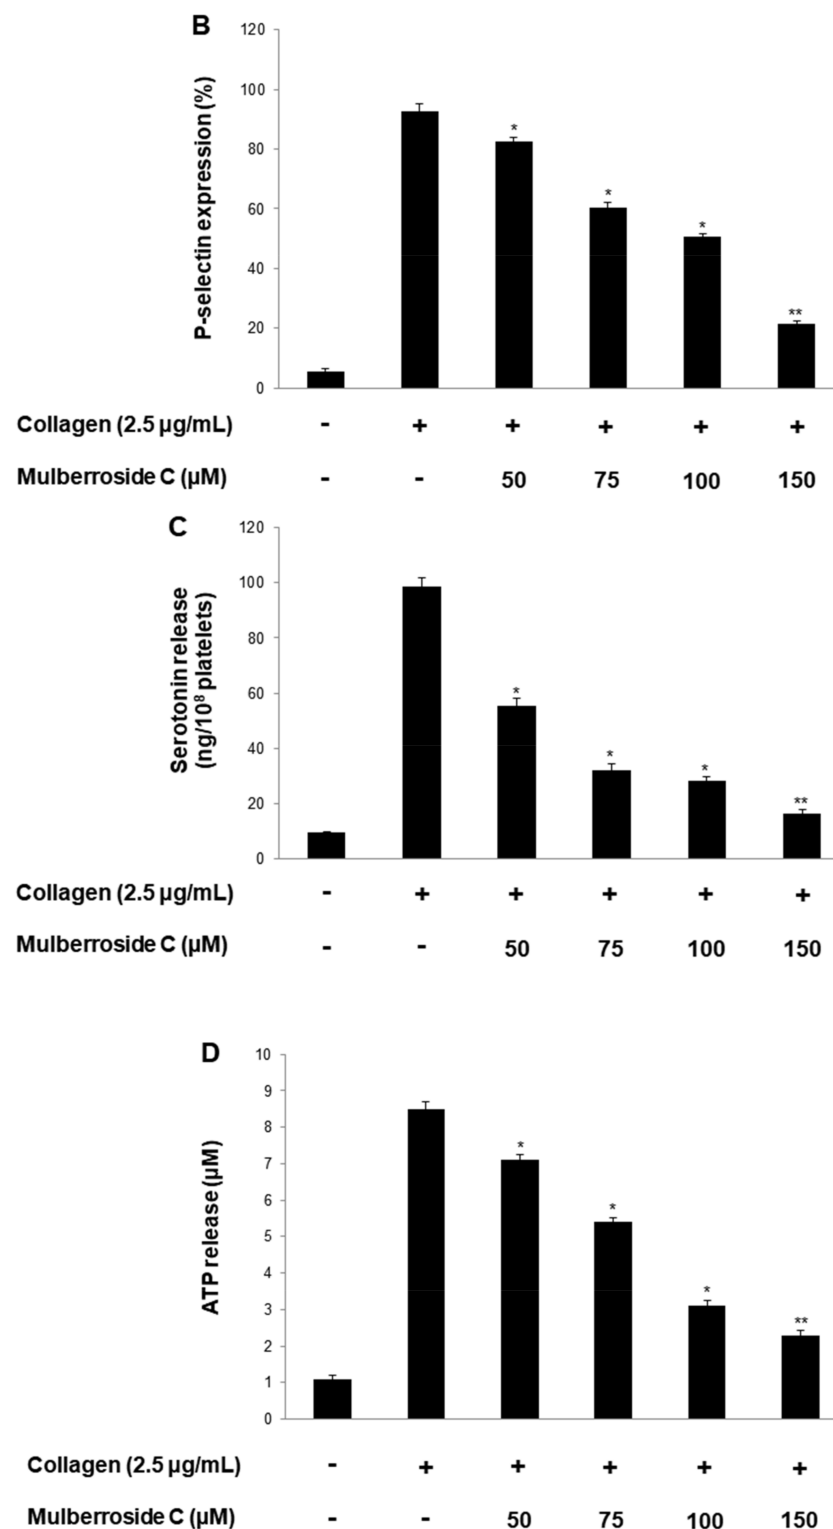 B
P-selectin expression (%)
120
100
80
60
40
20
0
*
*
*
**
Collagen (2.5 µg/mL) - + + + + +
Mulberroside C (µM) - - 50 75 100 150
C
Serotonin release
(ng/10⁸ platelets)
120
100
80
60
40
20
0
*
*
*
**
Collagen (2.5 µg/mL) - + + + + +
Mulberroside C (µM) - - 50 75 100 150
D
ATP release (µM)
10
9
8
7
6
5
4
3
2
1
0
*
*
*
**
Collagen (2.5 µg/mL) - + + + + +
Mulberroside C (µM) - - 50 75 100 150